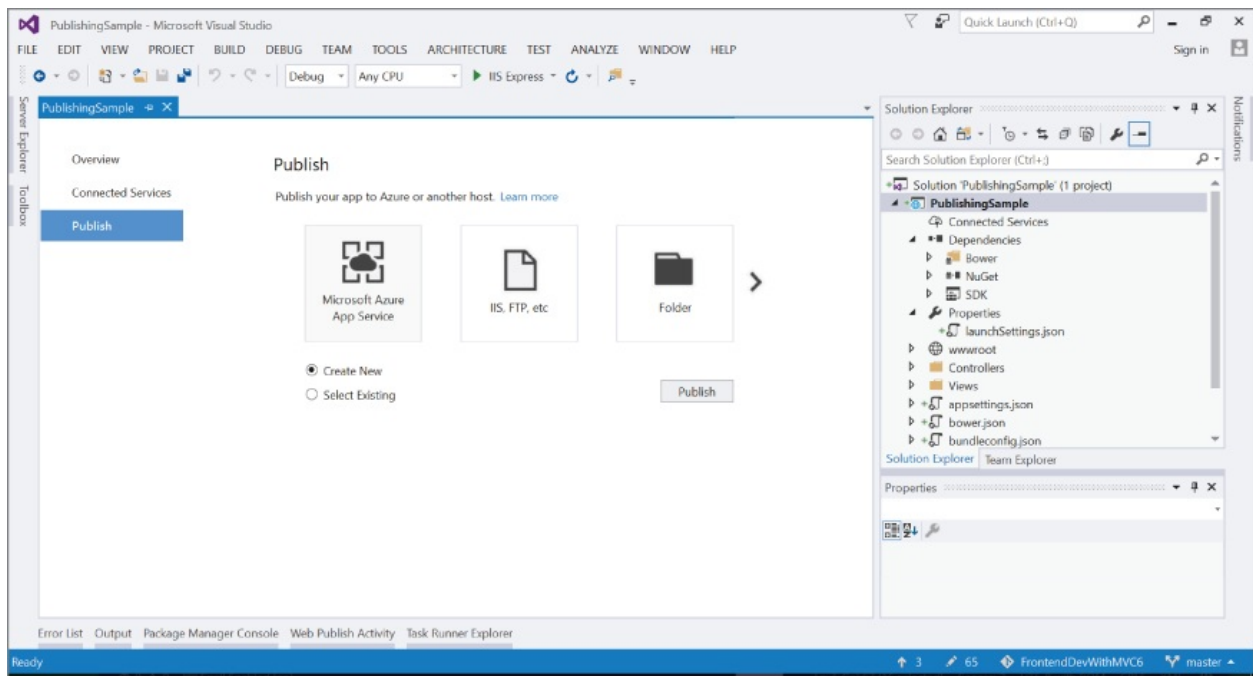 PublishingSample - Microsoft Visual Studio
Quick Launch (Ctrl+Q)
FILE EDIT VIEW PROJECT BUILD DEBUG TEAM TOOLS ARCHITECTURE TEST ANALYZE WINDOW HELP
Sign in
Debug Any CPU IIS Express
Server Explorer
Toolbox
PublishingSample
Overview
Connected Services
Publish
Publish
Publish your app to Azure or another host. Learn more
Microsoft Azure
App Service
IIS, FTP, etc
Folder
Create New
Select Existing
Publish
Solution Explorer
Search Solution Explorer (Ctrl+;)
Solution 'PublishingSample' (1 project)
PublishingSample
Connected Services
Dependencies
Bower
NuGet
SDK
Properties
launchSettings.json
wwwroot
Controllers
Views
appsettings.json
bower.json
bundleconfig.json
Solution Explorer Team Explorer
Properties
Notifications
Error List Output Package Manager Console Web Publish Activity Task Runner Explorer
Ready
3 65 FrontendDevWithMVC6 master